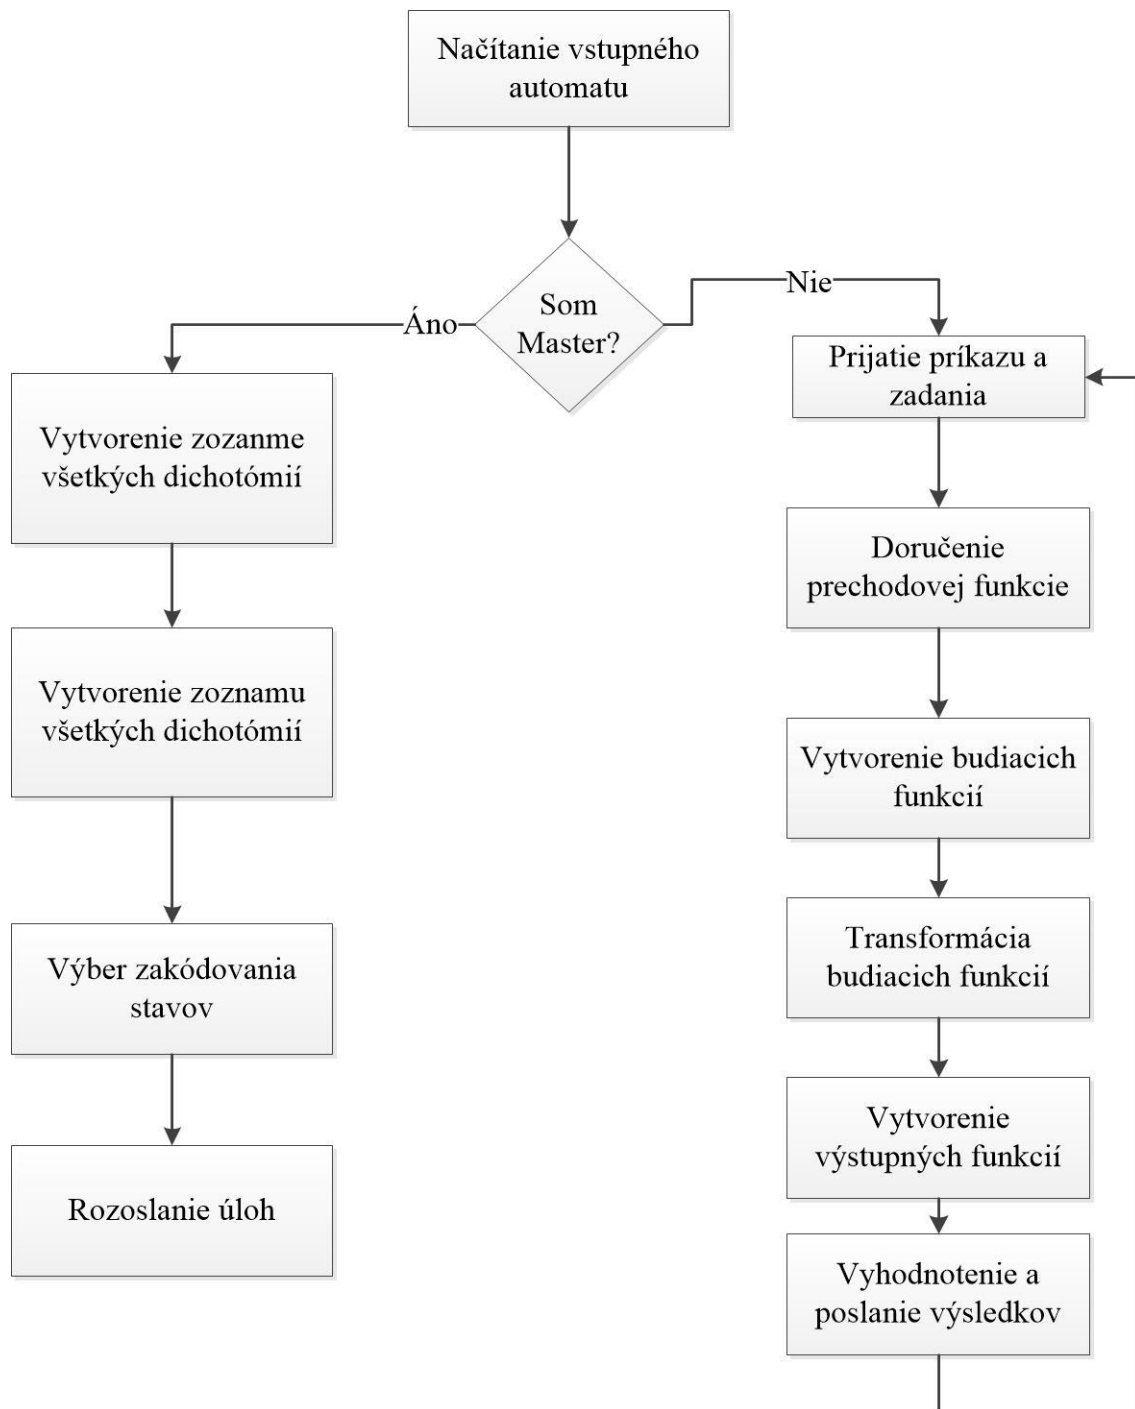 Načítanie vstupného
automatu
Som
Master?
Áno
Nie
Vytvorenie zozanme
všetkých dichotómií
Vytvorenie zoznamu
všetkých dichotómií
Výber zakódovania
stavov
Rozoslanie úloh
Prijatie príkazu a
zadania
Doručenie
prechodovej funkcie
Vytvorenie budiacich
funkcií
Transformácia
budiacich funkcií
Vytvorenie
výstupných funkcií
Vyhodnotenie a
poslanie výsledkov